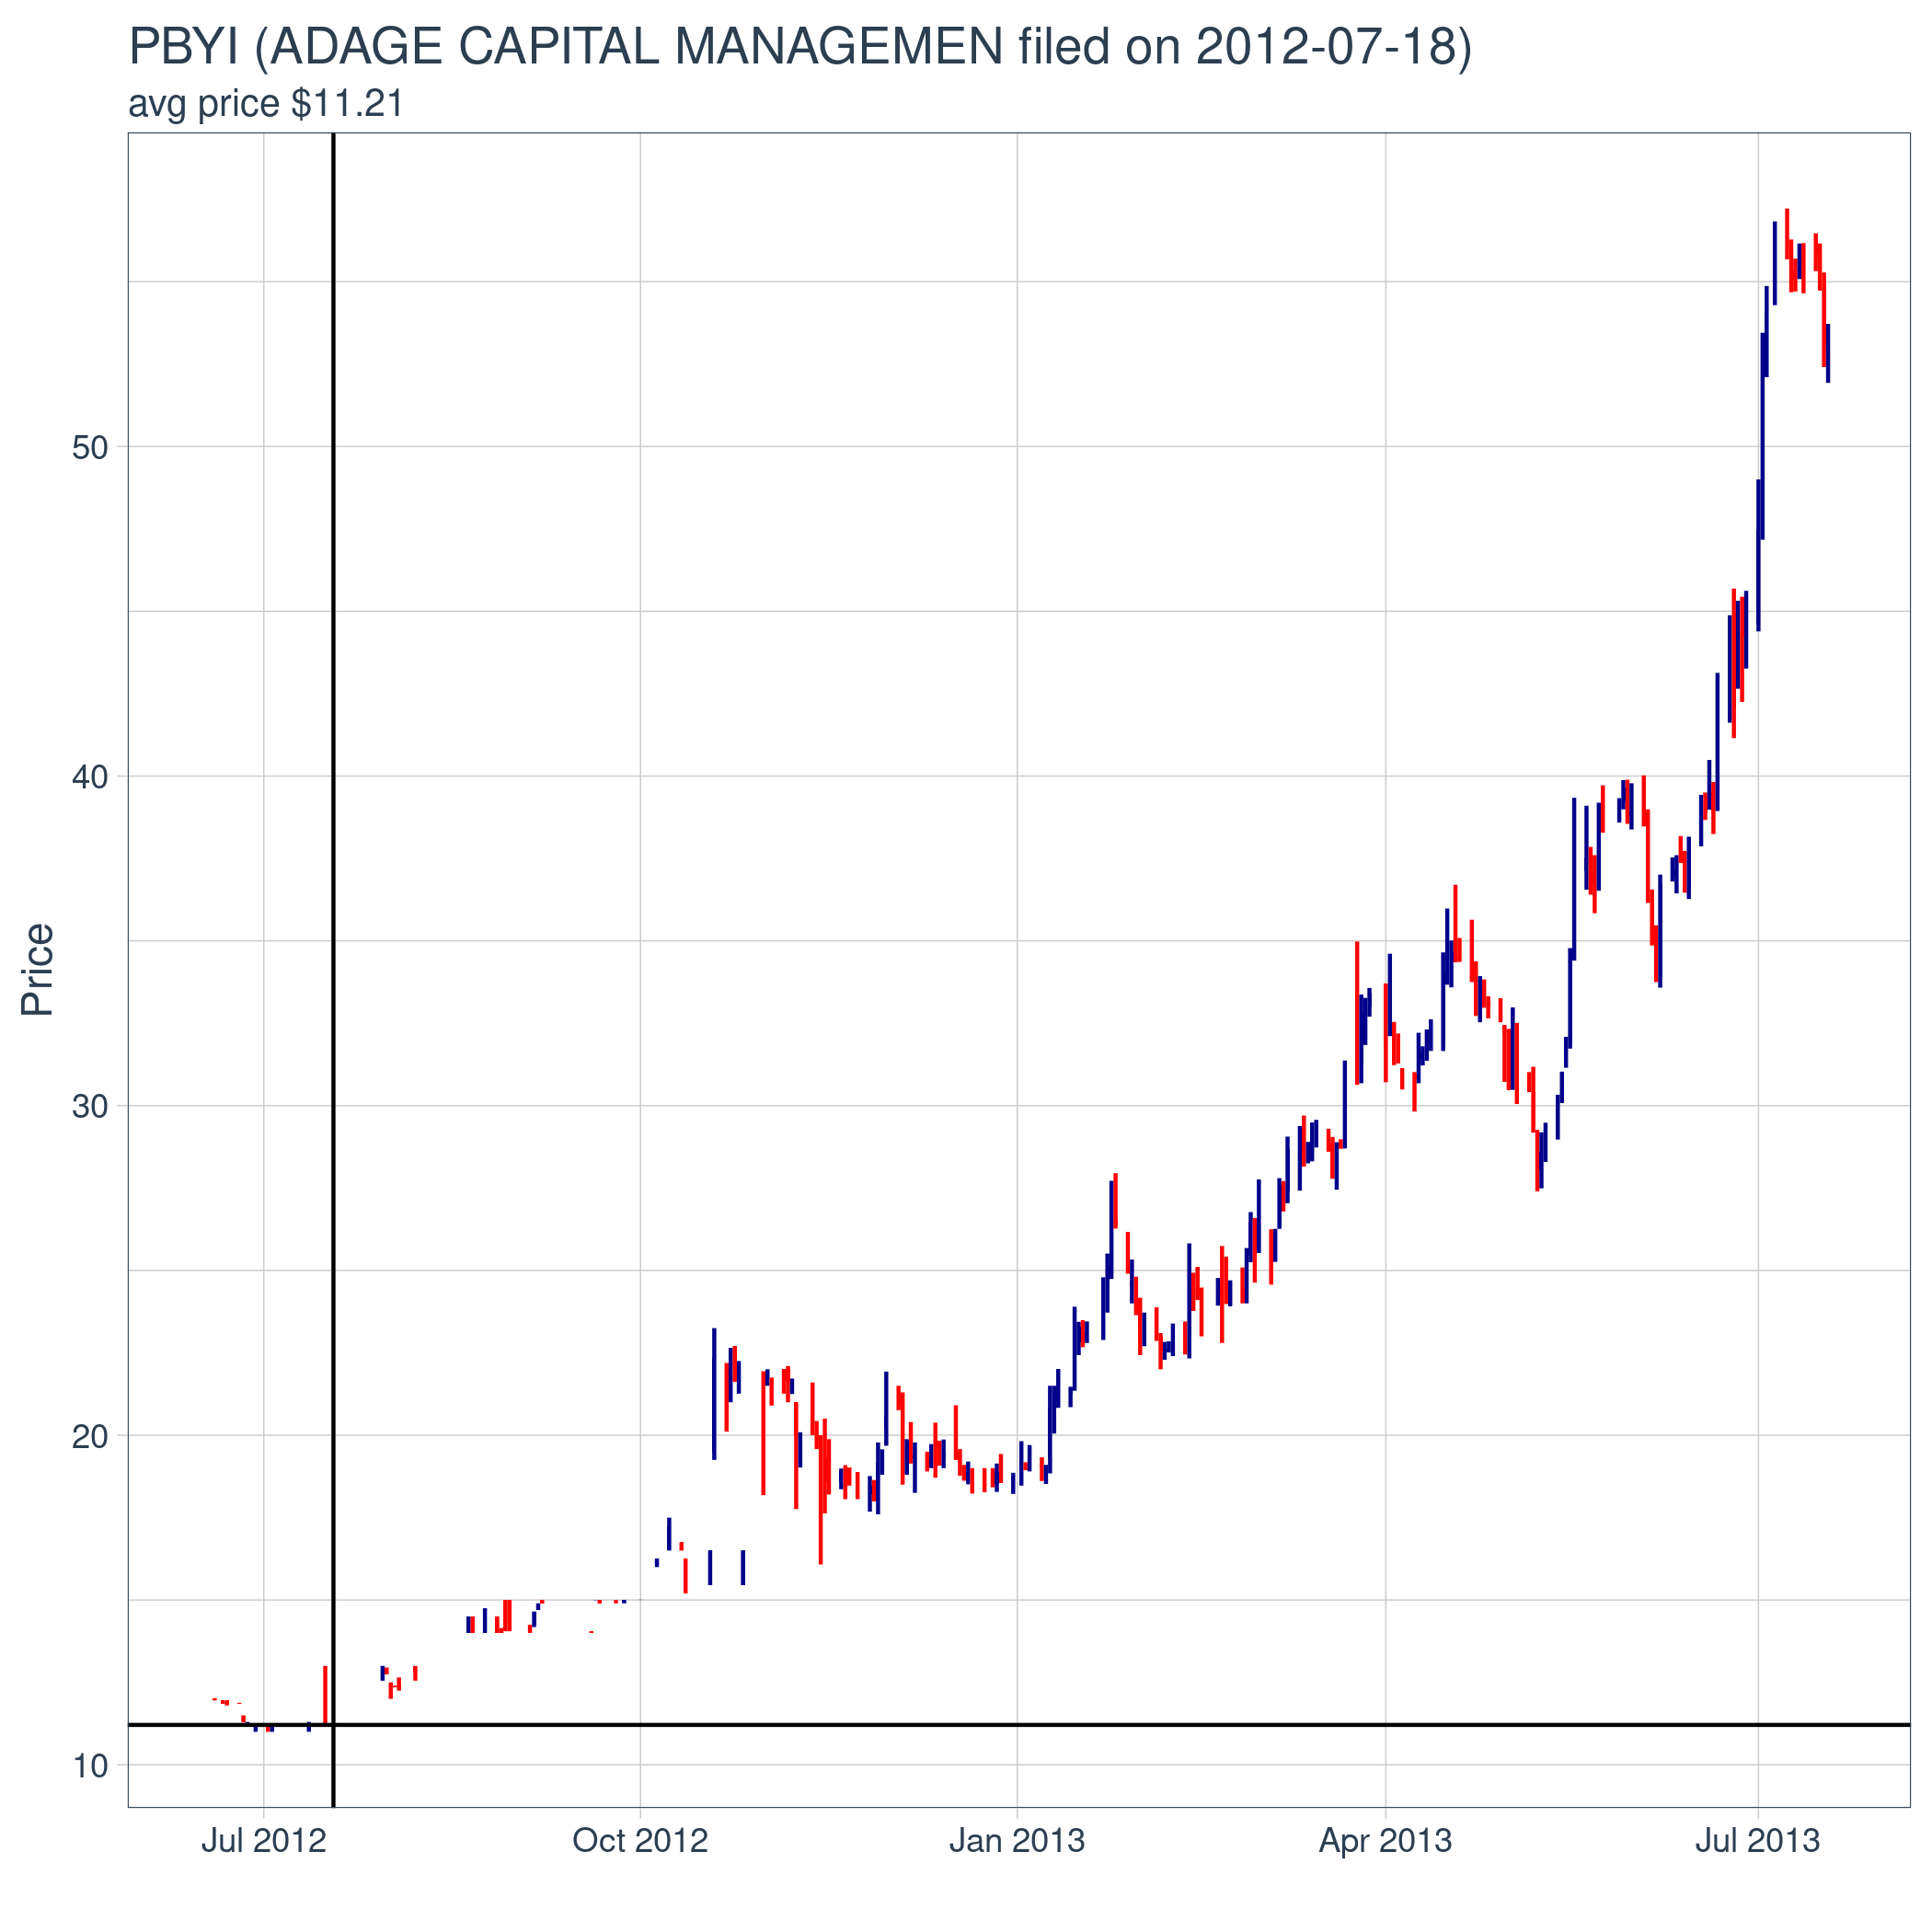 PBYI (ADAGE CAPITAL MANAGEMEN filed on 2012-07-18)
avg price $11.21
50
40
30
20
10
Price
Jul 2012 Oct 2012 Jan 2013 Apr 2013 Jul 2013